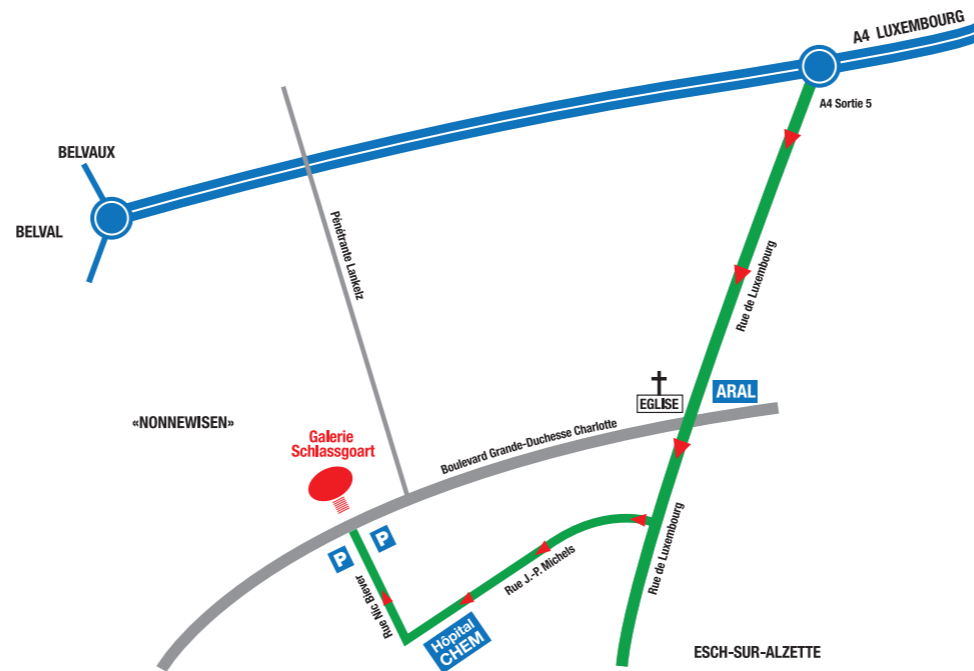 A4 LUXEMBOURG
A4 Sortie 5
BELVAUX
BELVAL
Pénétrante Lankelz
Rue de Luxembourg
ARAL
EGLISE
«NONNEWISEN»
Galerie
Schlassgoart
Boulevard Grande-Duchesse Charlotte
P
P
Rue Nic Biever
Rue J.-P. Michels
Rue de Luxembourg
Hôpital
CHEM
ESCH-SUR-ALZETTE